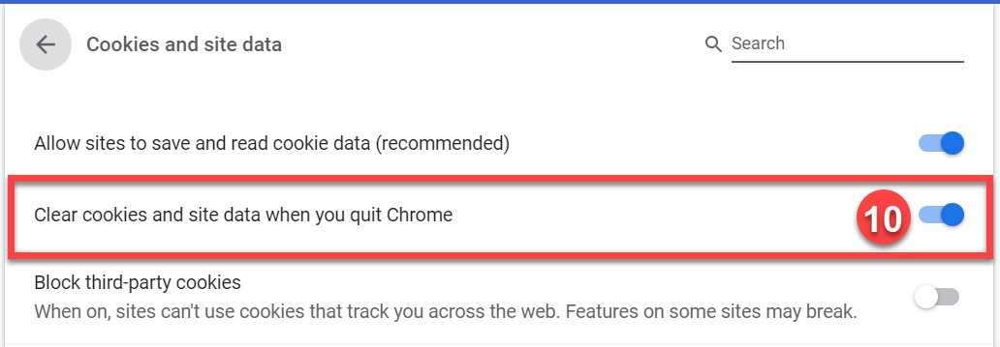 Cookies and site data
Search
Allow sites to save and read cookie data (recommended)
Clear cookies and site data when you quit Chrome
10
Block third-party cookies
When on, sites can't use cookies that track you across the web. Features on some sites may break.